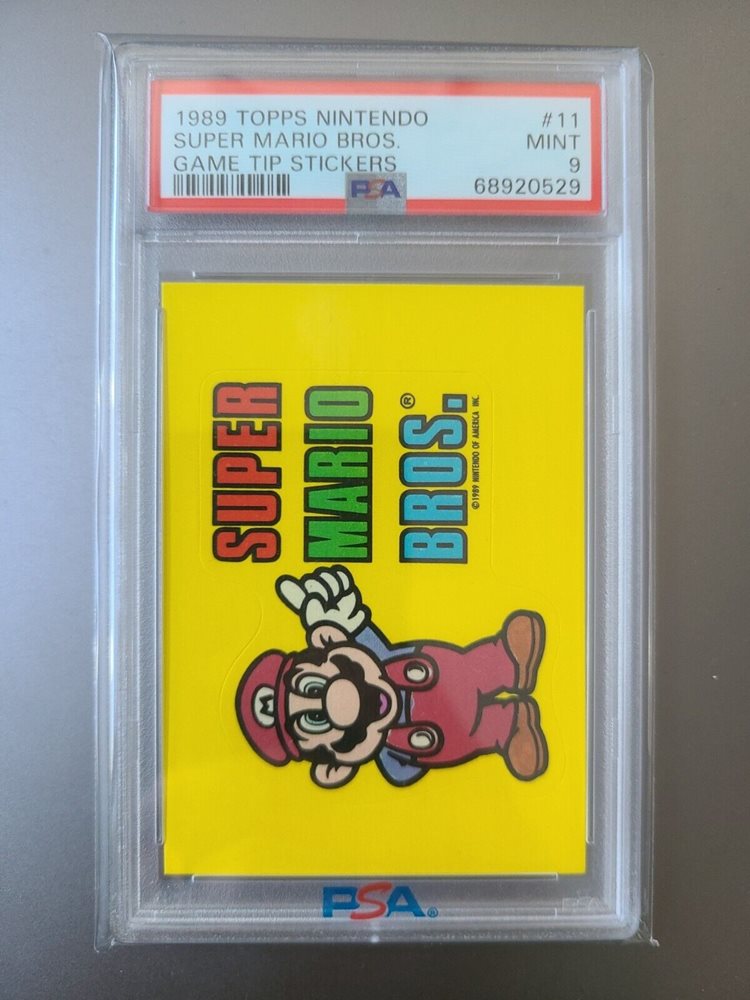 1989 TOPPS NINTENDO #11
SUPER MARIO BROS. MINT
GAME TIP STICKERS 9
PSA 68920529
SUPER
MARIO
BROS.®
©1989 NINTENDO OF AMERICA INC.
M
PSA®